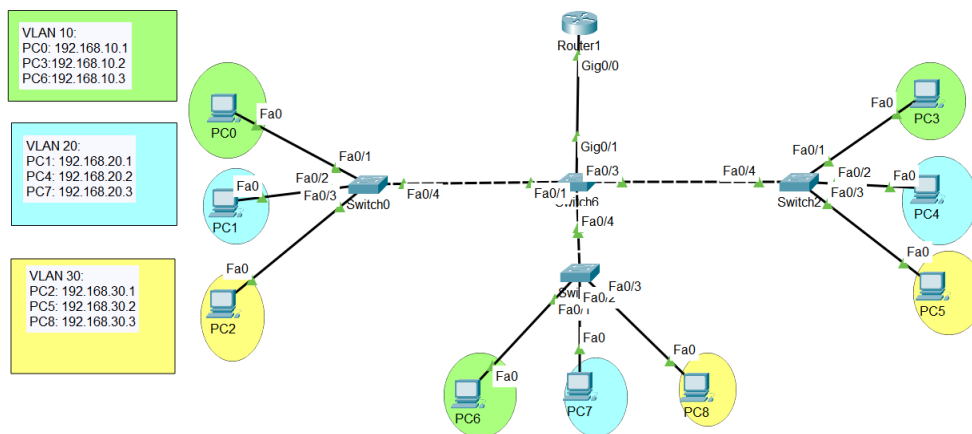 VLAN 10:
PC0: 192.168.10.1
PC3:192.168.10.2
PC6:192.168.10.3
VLAN 20:
PC1: 192.168.20.1
PC4: 192.168.20.2
PC7: 192.168.20.3
VLAN 30:
PC2: 192.168.30.1
PC5: 192.168.30.2
PC8: 192.168.30.3
Router1
Gig0/0
Gig0/1
Fa0
PC0
Fa0/1
Fa0
Fa0/2
Fa0/3
PC1
Switch0
Fa0/4
Fa0
PC2
Fa0/1
Fa0/3
Switch6
Fa0/4
Fa0/4
Fa0/1
Fa0/2
Fa0/3
Switch2
Fa0
PC3
Fa0
PC4
Fa0
PC5
Fa0/3
Fa0/2
Fa0/1
Fa0
PC6
Fa0
PC7
Fa0
PC8